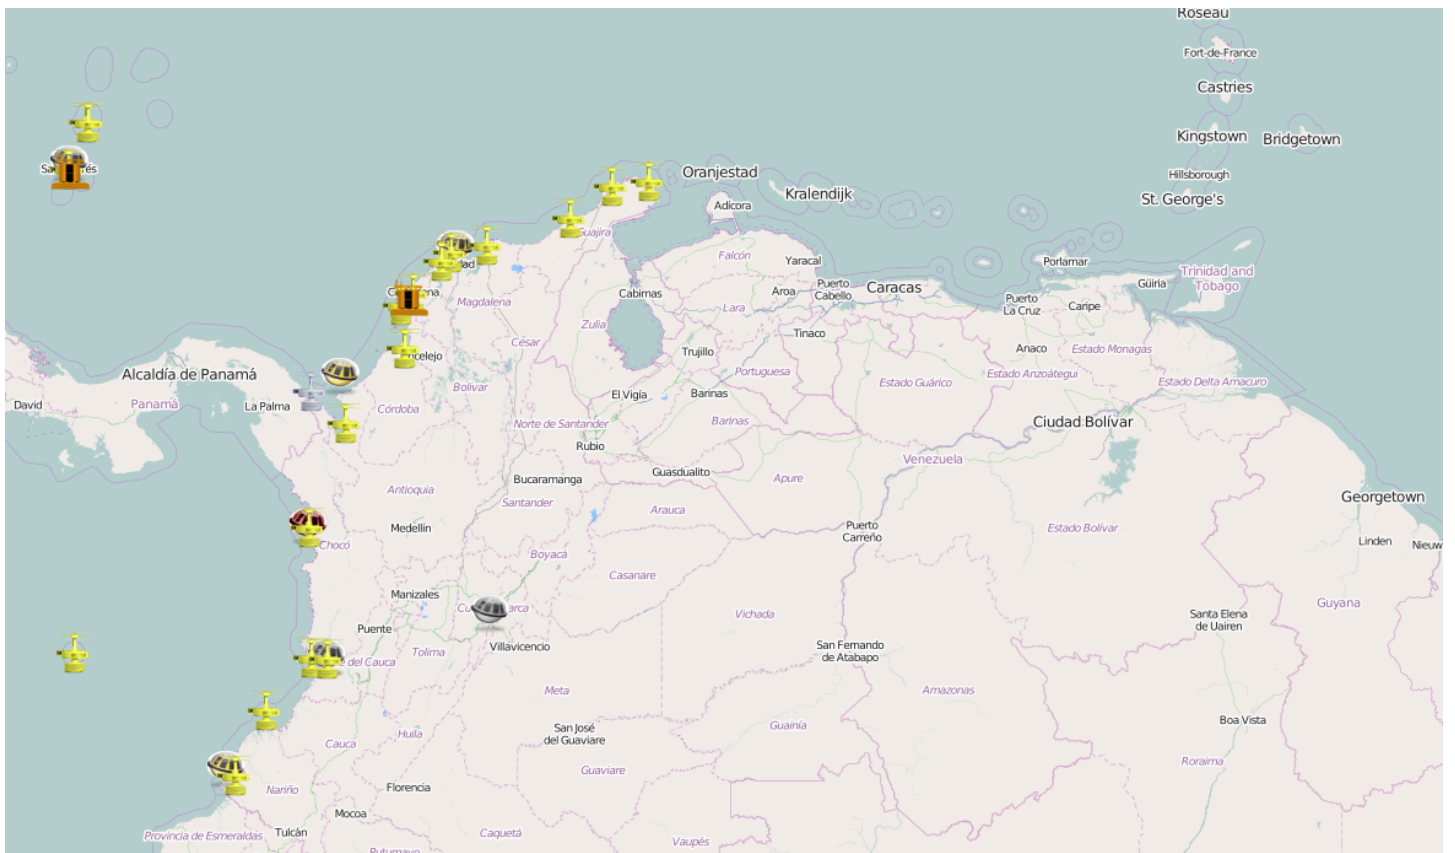 Roseau
Fort-de-France
Castries
Kingstown
Bridgetown
Hillsborough
St. George's
Oranjestad
Kralendijk
Adícora
Guajira
Falcón
Yaracal
Porlamar
Trinidad and
Tobago
Güiria
Cabimas
Aroa
Puerto
Cabello
Caracas
Puerto
La Cruz
Caripe
Magdalena
Lara
Zulia
Tinaco
Cesar
Trujillo
Anaco
Estado Monagas
Alcaldía de Panamá
Portuguesa
Estado Guárico
Estado Anzoátegui
Estado Delta Amacuro
Bolívar
El Vigía
Barinas
David
Panamá
La Palma
Córdoba
Norte de Santander
Barinas
Ciudad Bolívar
Rubio
Venezuela
Guasdualito
Bucaramanga
Apure
Antioquia
Santander
Arauca
Georgetown
Medellín
Puerto
Carreño
Estado Bolívar
Chocó
Linden
Nieuw
Boyacá
Casanare
Manizales
Vichada
Guyana
Santa Elena
de Uairen
Puente
Villavicencio
San Fernando
de Atabapo
Tolima
Meta
Amazonas
San José
del Guaviare
Guainía
Boa Vista
Cauca
Huila
Guaviare
Roraima
Nariño
Florencia
Mocoa
Provincia de Esmeraldas
Tulcán
Caquetá
Vaupés
Putumayo